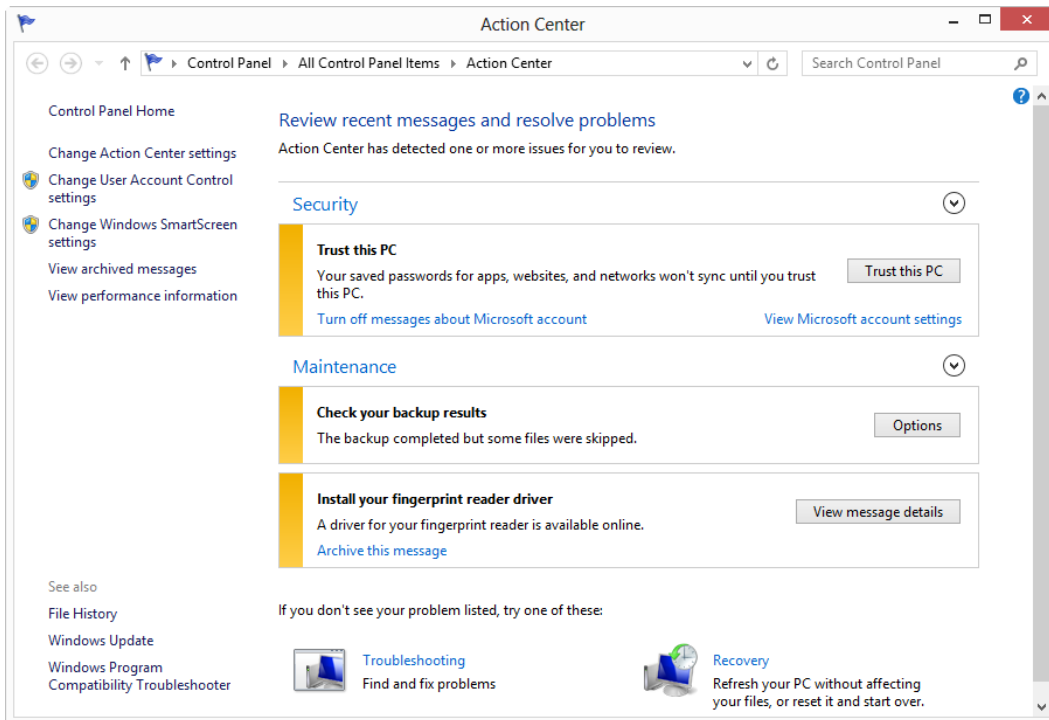 Action Center
Control Panel All Control Panel Items Action Center
Search Control Panel
Control Panel Home
Change Action Center settings
Change User Account Control
settings
Change Windows SmartScreen
settings
View archived messages
View performance information
See also
File History
Windows Update
Windows Program
Compatibility Troubleshooter
Review recent messages and resolve problems
Action Center has detected one or more issues for you to review.
Security
Trust this PC
Your saved passwords for apps, websites, and networks won't sync until you trust
this PC.
Trust this PC
Turn off messages about Microsoft account
View Microsoft account settings
Maintenance
Check your backup results
The backup completed but some files were skipped.
Options
Install your fingerprint reader driver
A driver for your fingerprint reader is available online.
View message details
Archive this message
If you don't see your problem listed, try one of these:
Troubleshooting
Find and fix problems
Recovery
Refresh your PC without affecting
your files, or reset it and start over.